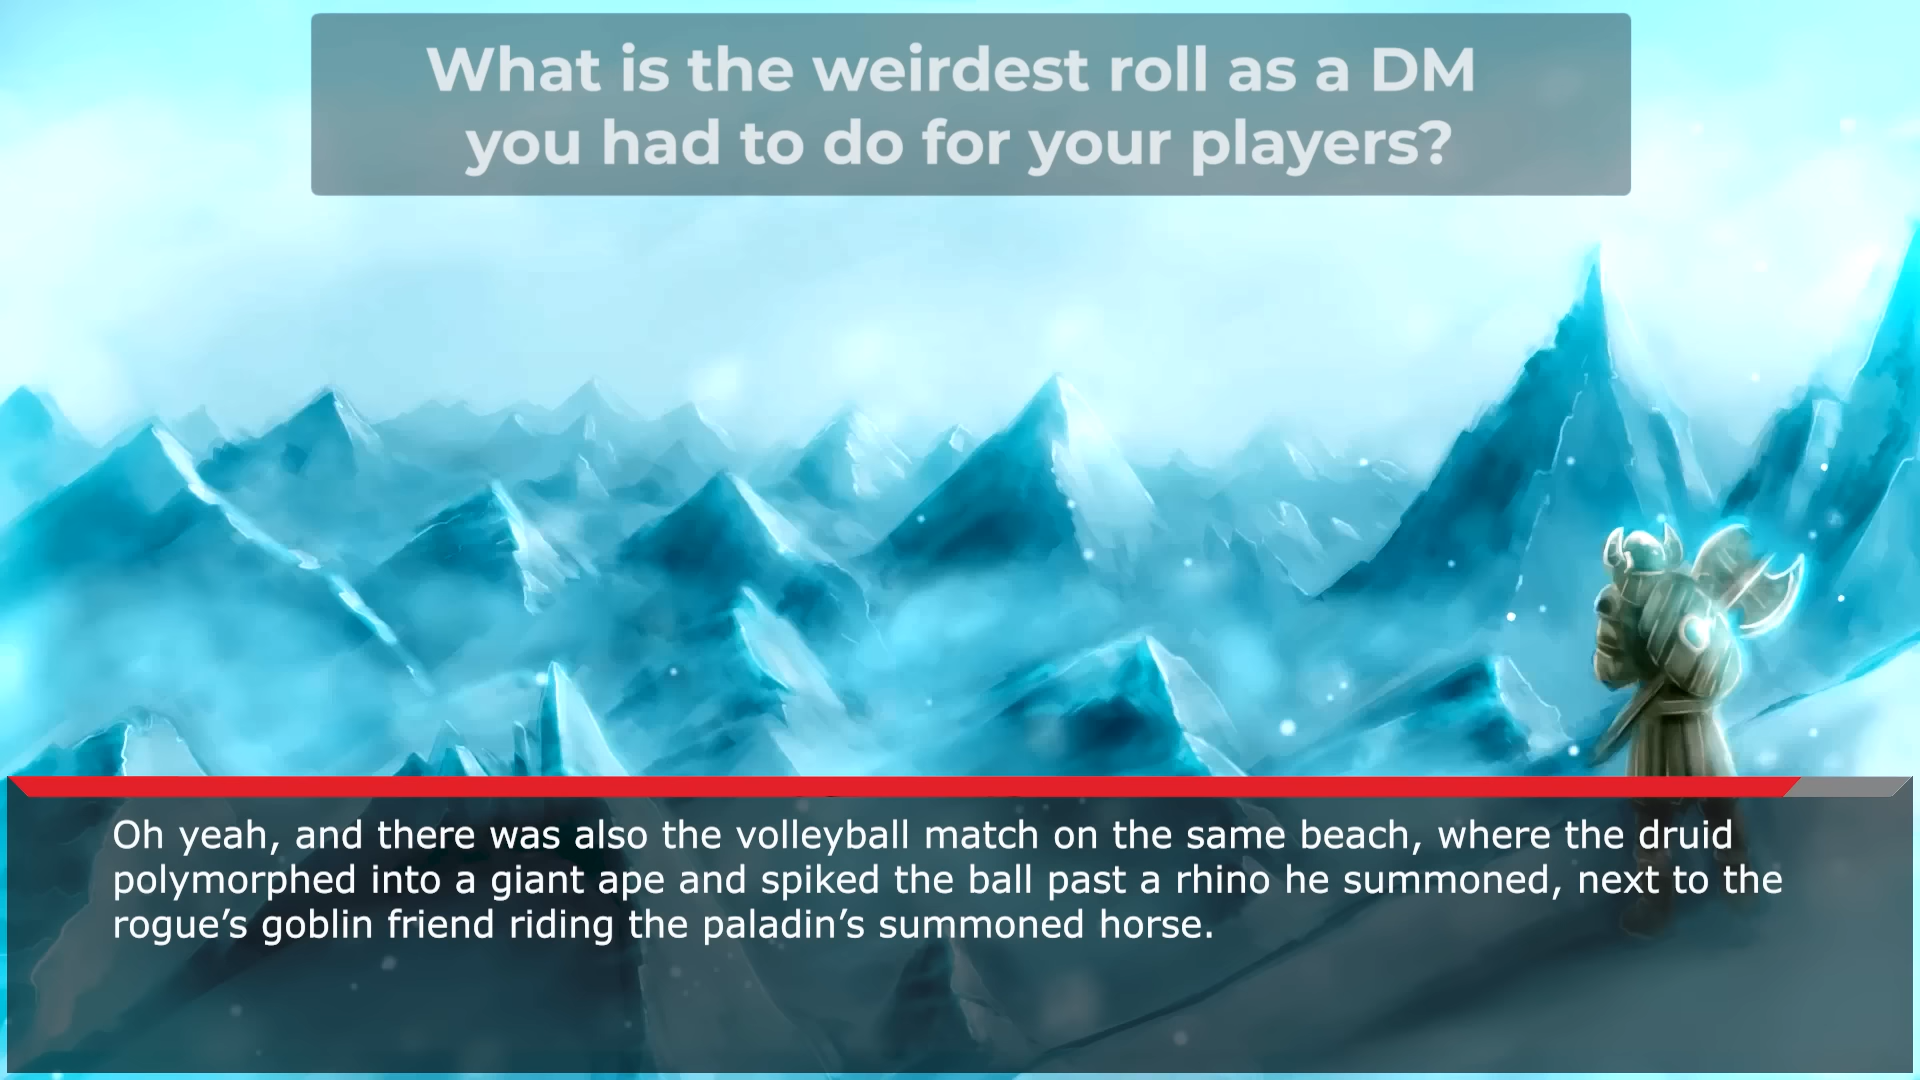 What is the weirdest roll as a DM
you had to do for your players?
Oh yeah, and there was also the volleyball match on the same beach, where the druid
polymorphed into a giant ape and spiked the ball past a rhino he summoned, next to the
rogue’s goblin friend riding the paladin’s summoned horse.